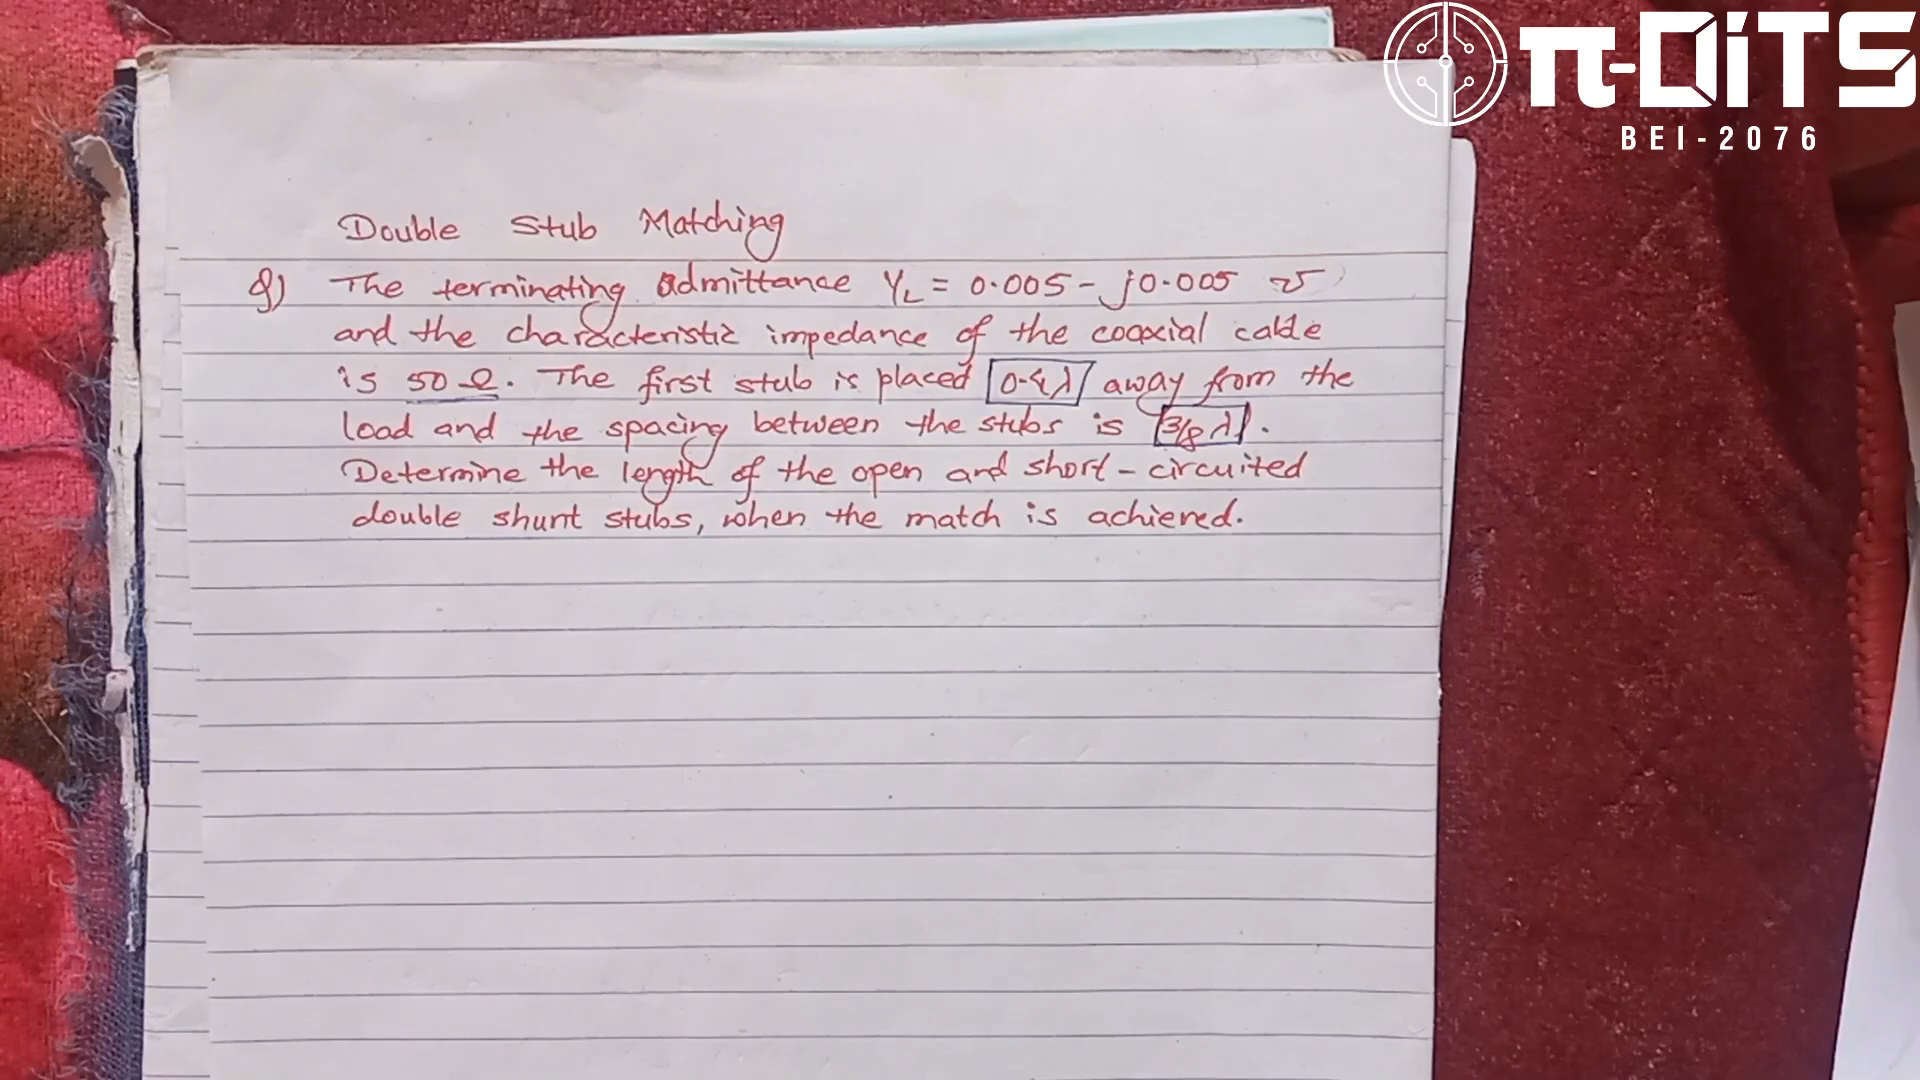 π-DiTS
BEI-2076
Double Stub Matching
Q) The terminating admittance Y_L = 0.005 - j0.005 ℧
and the characteristic impedance of the coaxial cable
is 50 Ω. The first stub is placed 0.4λ away from the
load and the spacing between the stubs is 3/8 λ.
Determine the length of the open and short-circuited
double shunt stubs, when the match is achieved.